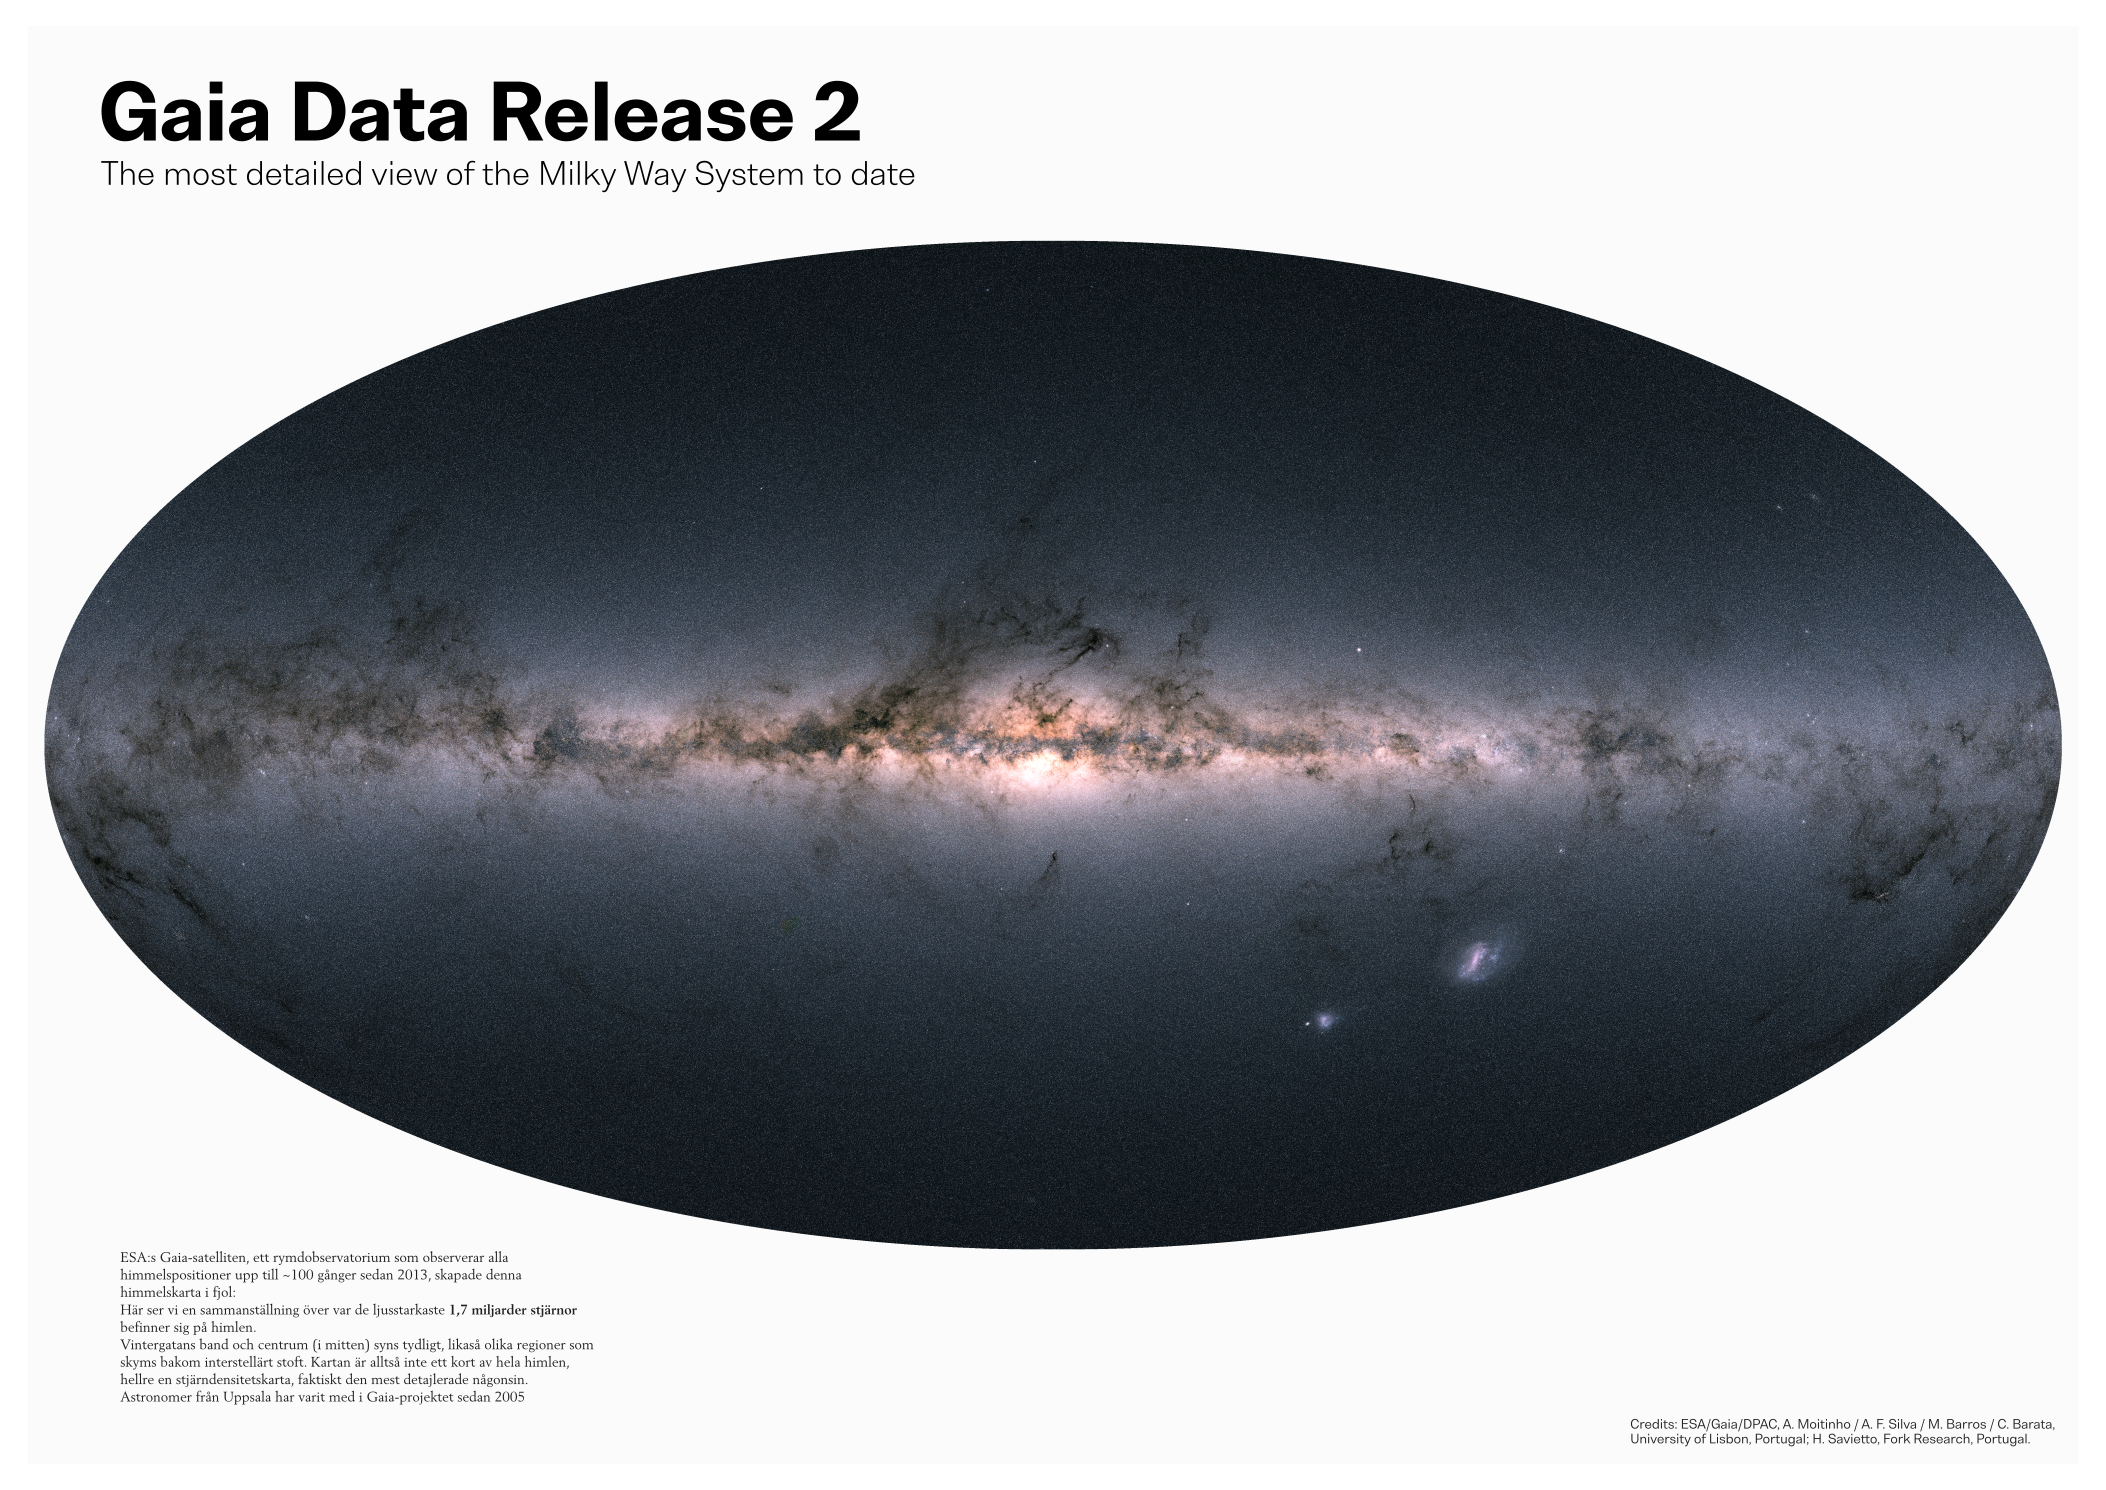 Gaia Data Release 2
The most detailed view of the Milky Way System to date
ESA:s Gaia-satelliten, ett rymdobservatorium som observerar alla
himmelspositioner upp till ~100 gånger sedan 2013, skapade denna
himmelskarta i fjol:
Här ser vi en sammanställning över var de ljusstarkaste 1,7 miljarder stjärnor
befinner sig på himlen.
Vintergatans band och centrum (i mitten) syns tydligt, likaså olika regioner som
skyms bakom interstellärt stoft. Kartan är alltså inte ett kort av hela himlen,
hellre en stjärndensitetskarta, faktiskt den mest detajlerade någonsin.
Astronomer från Uppsala har varit med i Gaia-projektet sedan 2005
Credits: ESA/Gaia/DPAC, A. Moitinho / A. F. Silva / M. Barros / C. Barata,
University of Lisbon, Portugal; H. Savietto, Fork Research, Portugal.